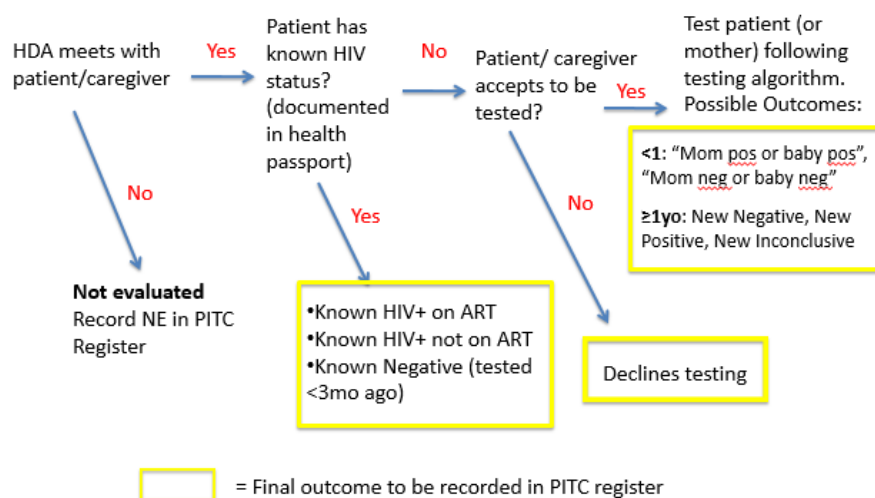 HDA meets with
patient/caregiver
Yes
Patient has
known HIV
status?
(documented
in health
passport)
No
Patient/ caregiver
accepts to be
tested?
Yes
Test patient (or
mother) following
testing algorithm.
Possible Outcomes:
<1: “Mom pos or baby pos”,
“Mom neg or baby neg”
≥1yo: New Negative, New
Positive, New Inconclusive
No
Not evaluated
Record NE in PITC
Register
Yes
•Known HIV+ on ART
•Known HIV+ not on ART
•Known Negative (tested
<3mo ago)
No
Declines testing
= Final outcome to be recorded in PITC register